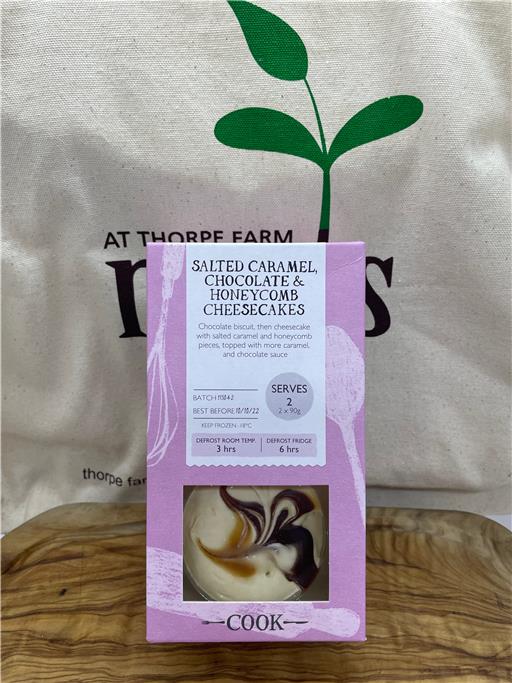 AT THORPE FARM
SALTED CARAMEL,
CHOCOLATE &
HONEYCOMB
CHEESECAKES
Chocolate biscuit, then cheesecake
with salted caramel and honeycomb
pieces, topped with more caramel,
and chocolate sauce
SERVES
2
2 x 90g
BATCH
BEST BEFORE 10/10/22
KEEP FROZEN -18°C
DEFROST ROOM TEMP.
3 hrs
DEFROST FRIDGE
6 hrs
thorpe far
COOK